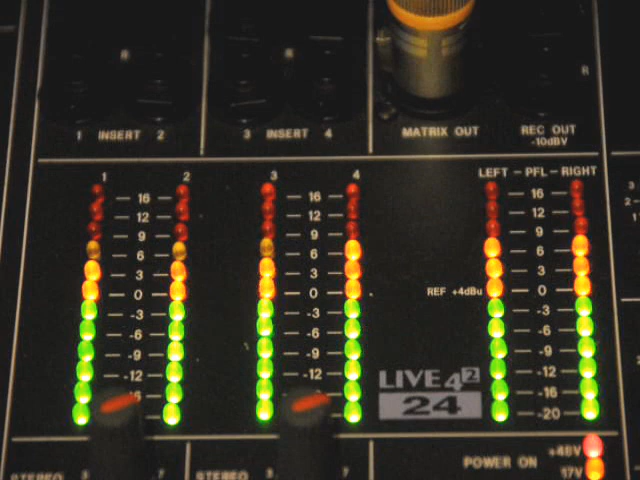 R
1 INSERT 2
3 INSERT 4
MATRIX OUT
REC OUT
-10dBV
1 2 3 4
LEFT - PFL - RIGHT
16 16 16
12 12 12
9 9 9
6 6 6
3 3 3
0 0 REF +4dBu 0
-3 -3 -3
-6 -6 -6
-9 -9 -9
-12 -12 -12
-16
-20
LIVE 4²
24
POWER ON
+48V
17V
STEREO
STEREO
3
2
1